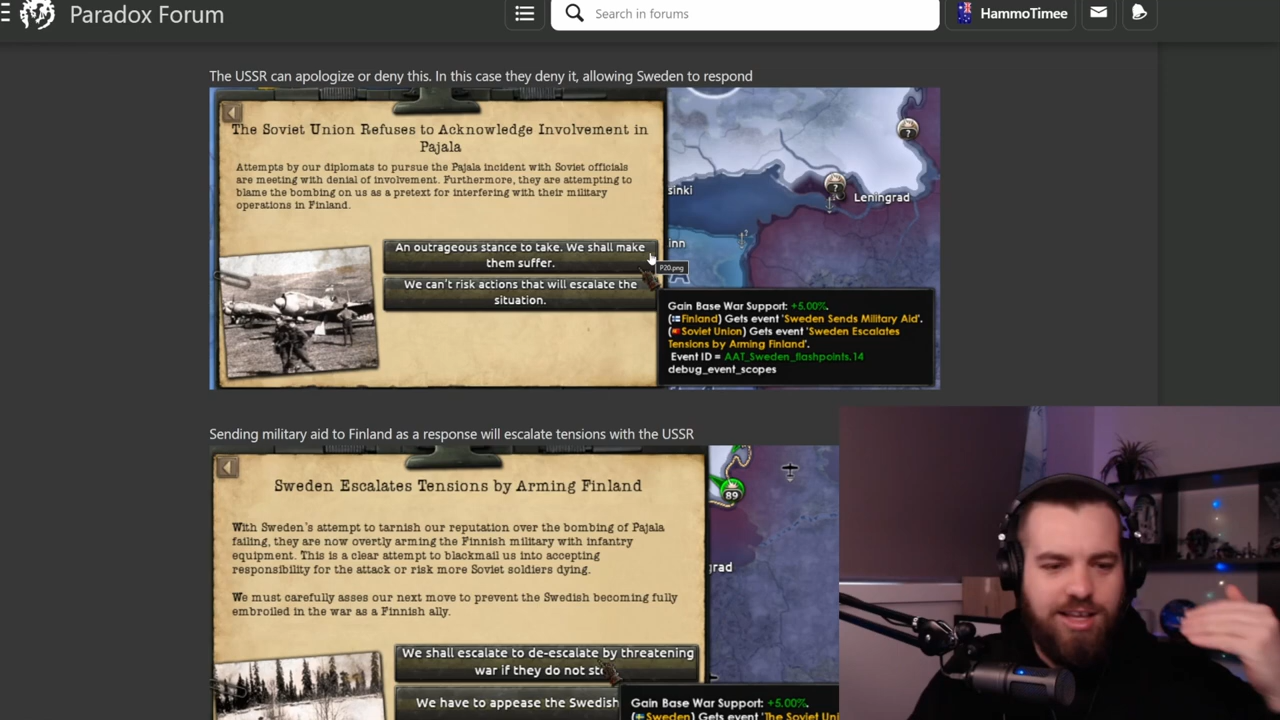 Paradox Forum
Search in forums
HammoTimee
The USSR can apologize or deny this. In this case they deny it, allowing Sweden to respond
The Soviet Union Refuses to Acknowledge Involvement in
Pajala
Attempts by our diplomats to pursue the Pajala incident with Soviet officials
are meeting with denial of involvement. Furthermore, they are attempting to
blame the bombing on us as a pretext for interfering with their military
operations in Finland.
An outrageous stance to take. We shall make
them suffer.
We can't risk actions that will escalate the
situation.
sinki
Leningrad
inn
P20.png
?
?
Gain Base War Support: +5.00%.
(Finland) Gets event 'Sweden Sends Military Aid'.
(Soviet Union) Gets event 'Sweden Escalates
Tensions by Arming Finland'.
Event ID = AAT_Sweden_flashpoints.14
debug_event_scopes
Sending military aid to Finland as a response will escalate tensions with the USSR
Sweden Escalates Tensions by Arming Finland
With Sweden's attempt to tarnish our reputation over the bombing of Pajala
failing, they are now overtly arming the Finnish military with infantry
equipment. This is a clear attempt to blackmail us into accepting
responsibility for the attack or risk more Soviet soldiers dying.
We must carefully asses our next move to prevent the Swedish becoming fully
embroiled in the war as a Finnish ally.
We shall escalate to de-escalate by threatening
war if they do not sto
We have to appease the Swedish
89
grad
Gain Base War Support: +5.00%.
(Sweden) Gets event 'The Soviet Uni